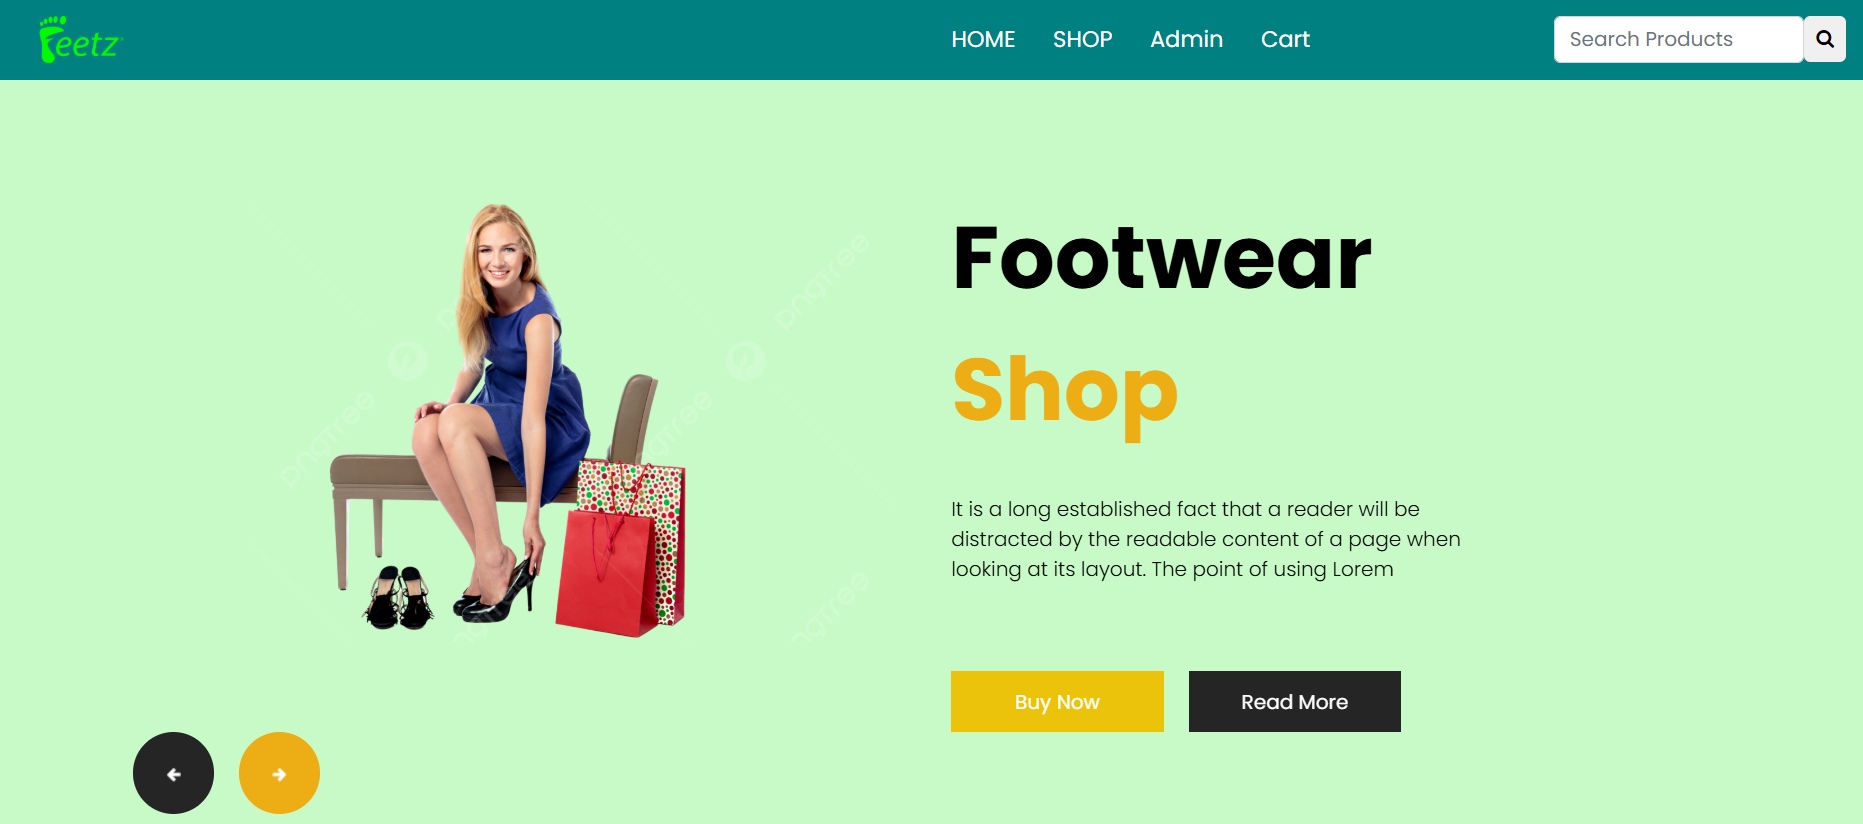 Feetz
HOME SHOP Admin Cart
Search Products
Footwear
Shop
It is a long established fact that a reader will be
distracted by the readable content of a page when
looking at its layout. The point of using Lorem
Buy Now Read More
pngtree
pngtree
pngtree